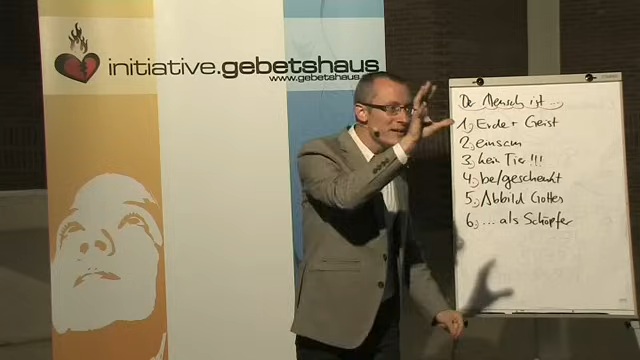 initiative.gebetshaus
www.gebetshaus.
Der Mensch ist ...
1) Erde + Geist
2) einsam
3) kein Tier !!!
4) be/geschenkt
5) Abbild Gottes
6) ... als Schöpfer